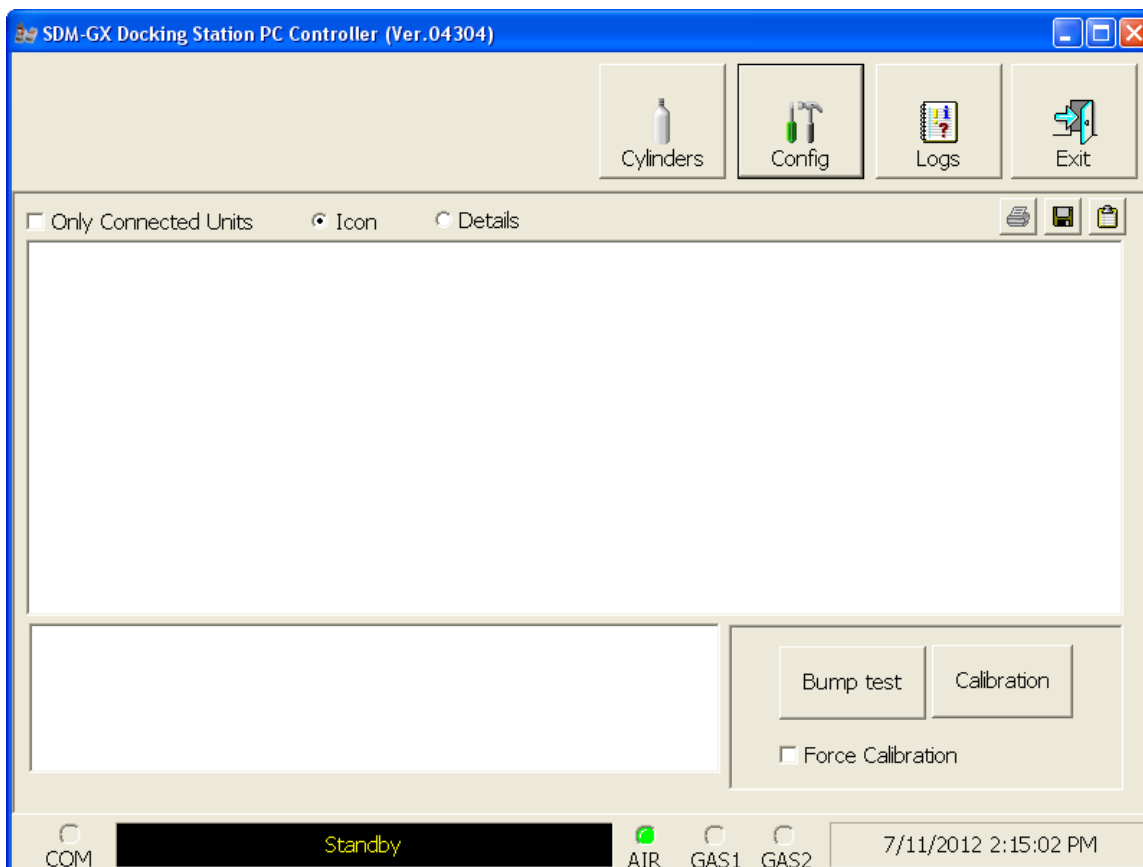 SDM-GX Docking Station PC Controller (Ver.04304)
Cylinders
Config
Logs
Exit
Only Connected Units
Icon
Details
Bump test
Calibration
Force Calibration
COM
Standby
AIR
GAS1
GAS2
7/11/2012 2:15:02 PM